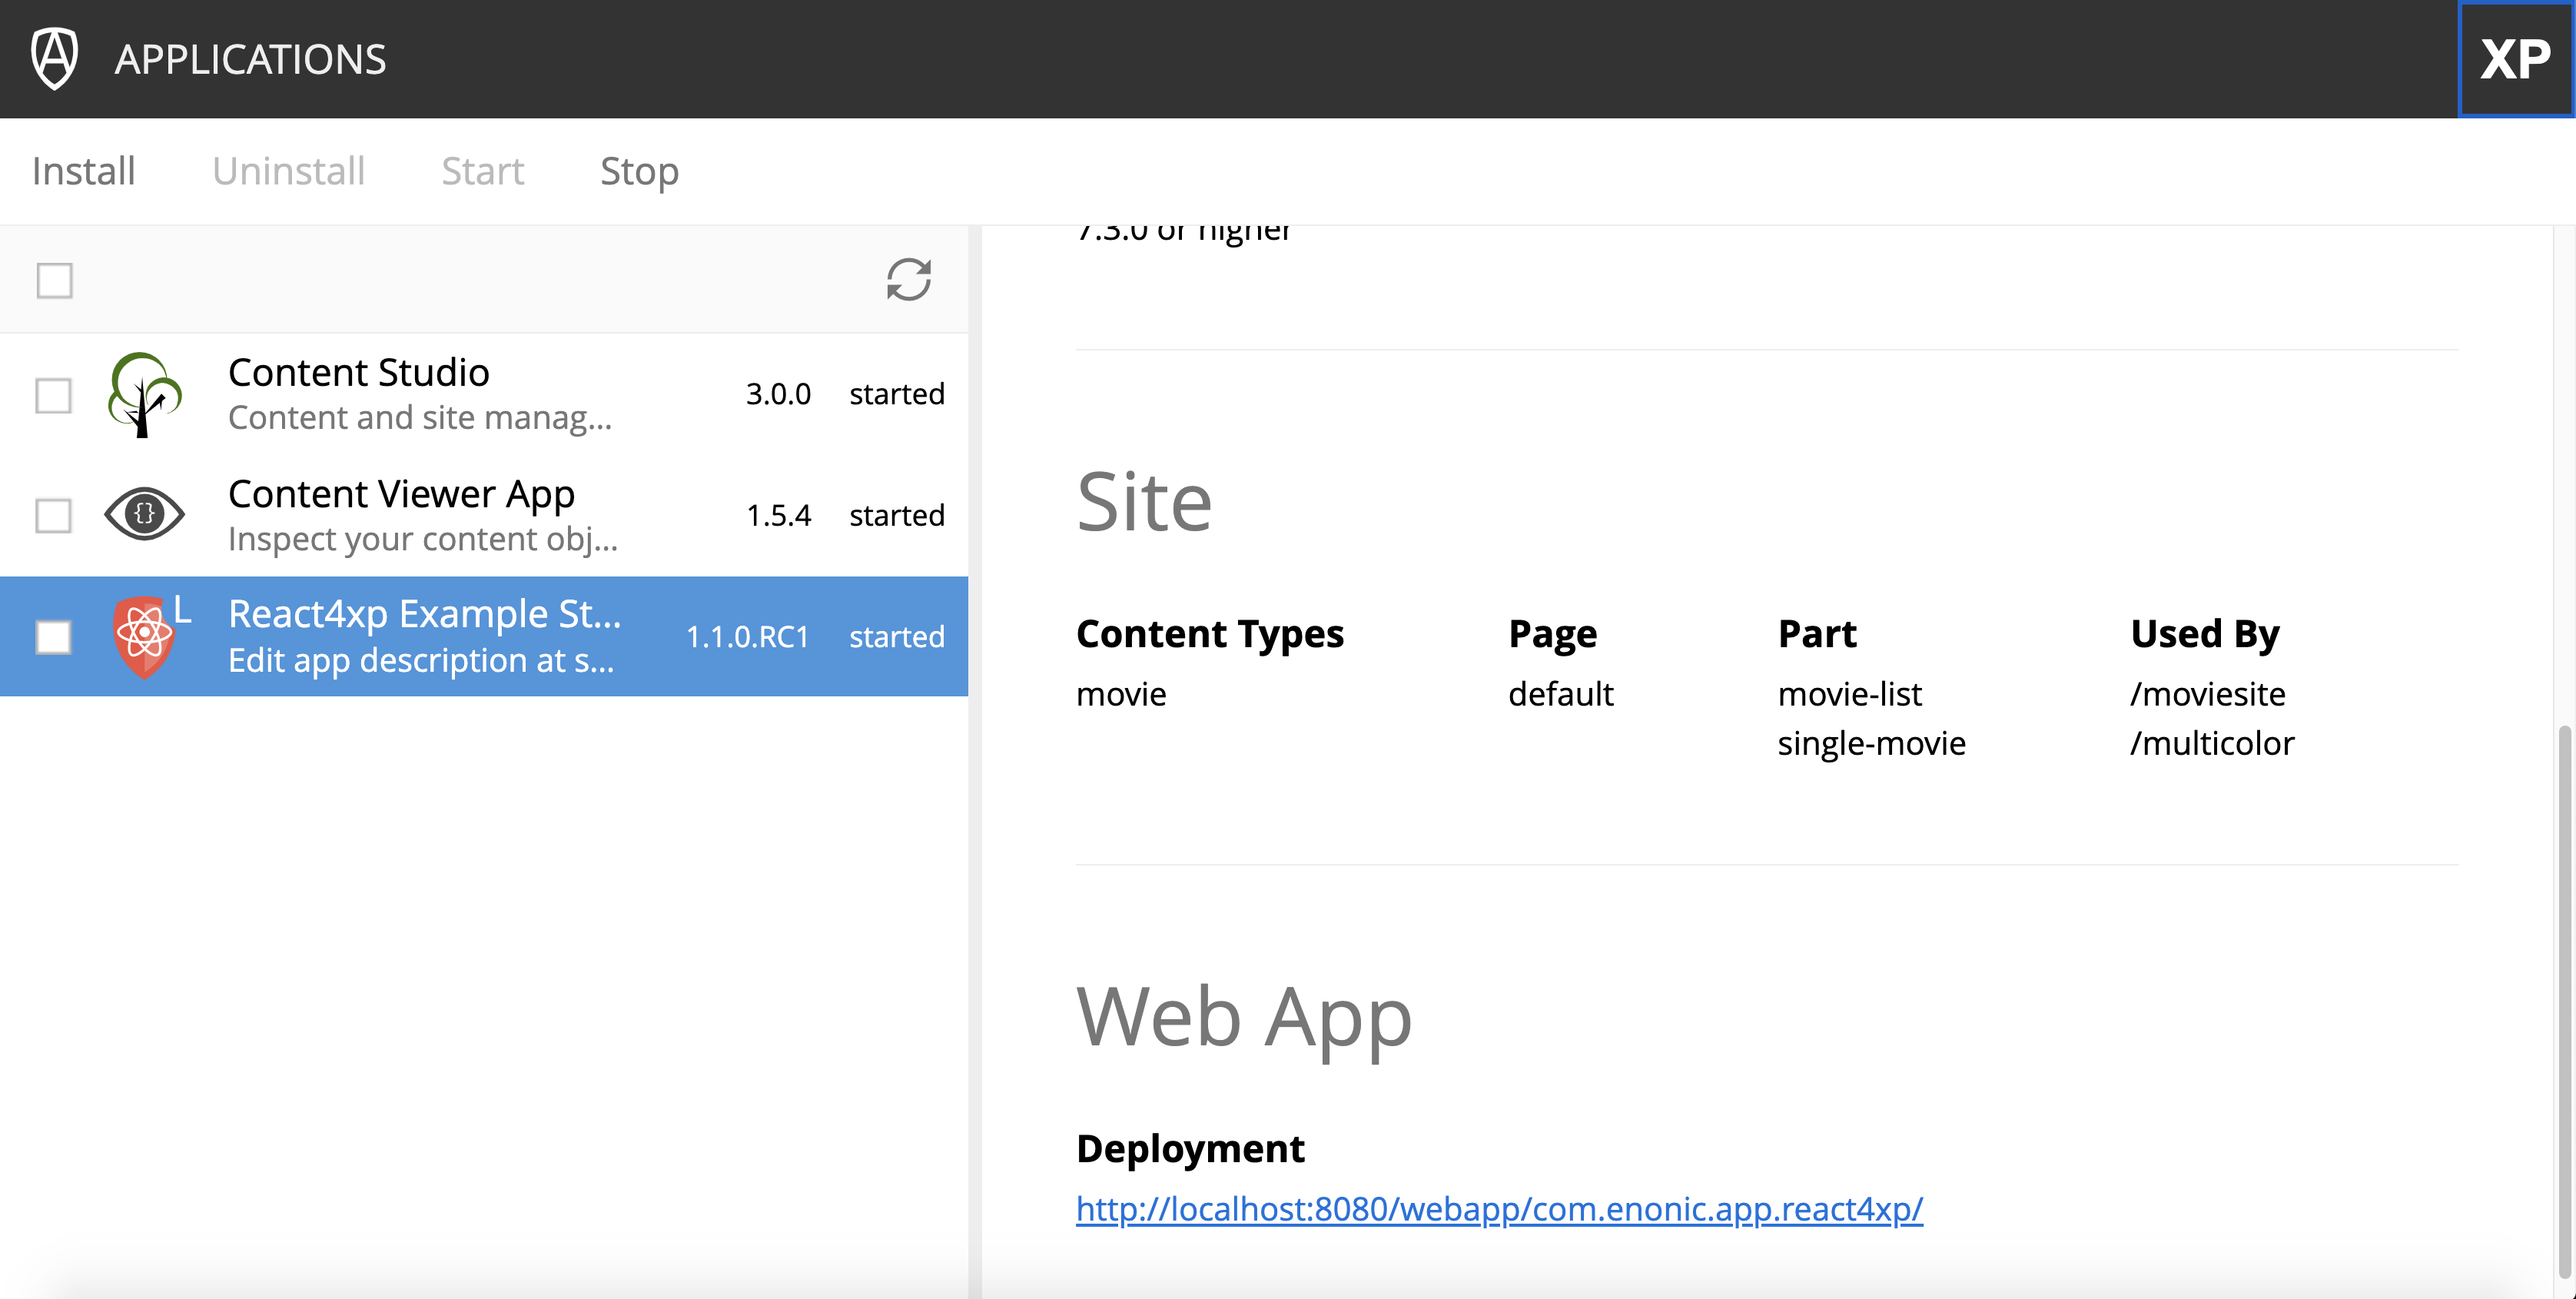 APPLICATIONS
XP
Install Uninstall Start Stop
7.3.0 or higher
Content Studio
Content and site manag...
3.0.0 started
Content Viewer App
Inspect your content obj...
1.5.4 started
L
React4xp Example St...
Edit app description at s...
1.1.0.RC1 started
Site
Content Types Page Part Used By
movie default movie-list /moviesite
single-movie /multicolor
Web App
Deployment
http://localhost:8080/webapp/com.enonic.app.react4xp/